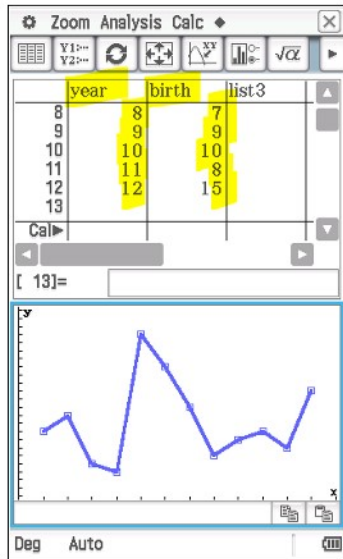 Zoom Analysis Calc
Y1:
Y2:
XY
√α
year birth list3
8 8 7
9 9 9
10 10 10
11 11 8
12 12 15
13
Cal▶
[ 13]=
y
x
Deg Auto